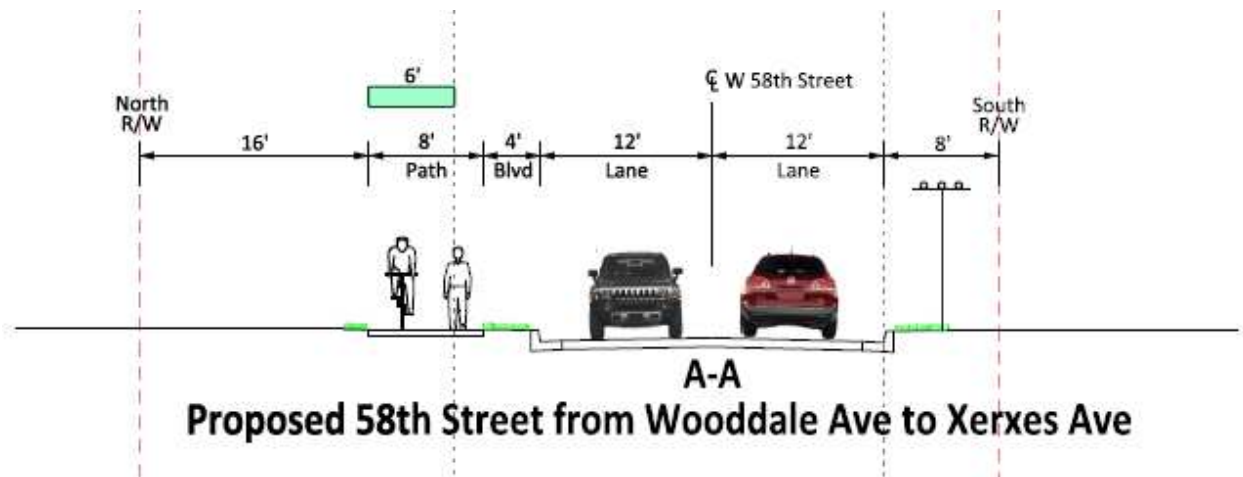 6'
℄ W 58th Street
North
R/W
South
R/W
16'
8'
4'
12'
12'
8'
Path
Blvd
Lane
Lane
A-A
Proposed 58th Street from Wooddale Ave to Xerxes Ave